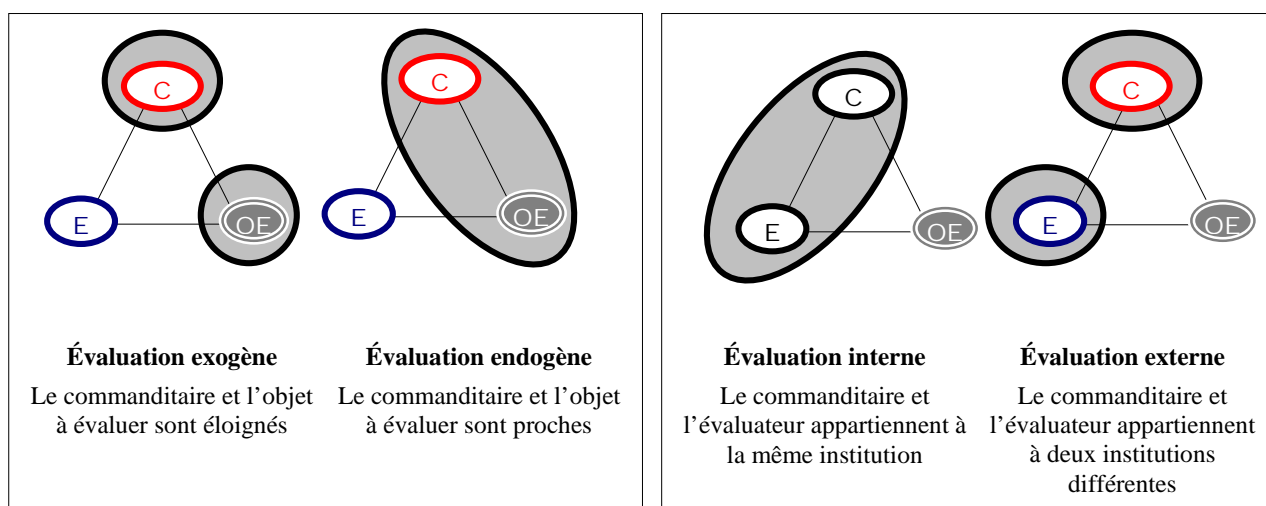 C
E
OE
C
E
OE
C
E
OE
C
E
OE
Évaluation exogène
Le commanditaire et l’objet
à évaluer sont éloignés
Évaluation endogène
Le commanditaire et l’objet
à évaluer sont proches
Évaluation interne
Le commanditaire et
l’évaluateur appartiennent à
la même institution
Évaluation externe
Le commanditaire et
l’évaluateur appartiennent
à deux institutions
différentes